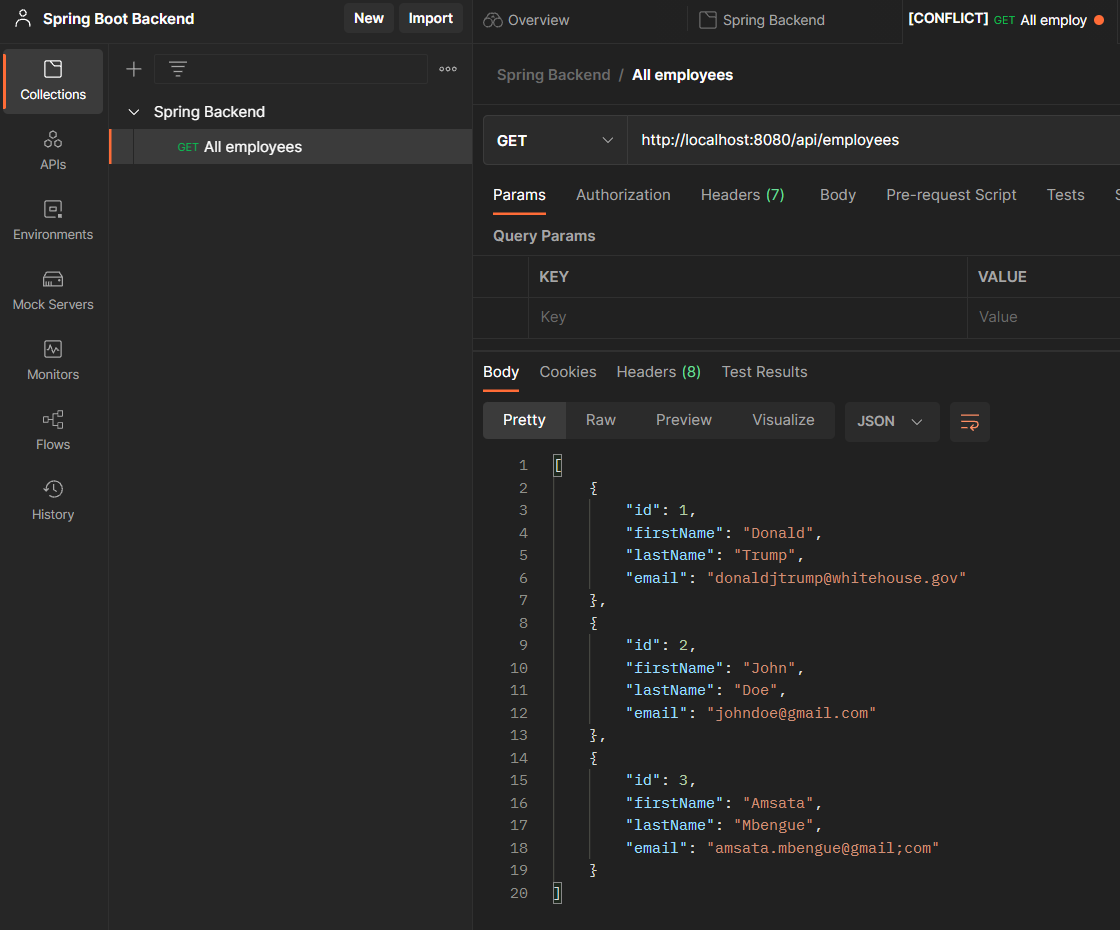 Spring Boot Backend
New
Import
Overview
Spring Backend
[CONFLICT] GET All employ
Collections
APIs
Environments
Mock Servers
Monitors
Flows
History
Spring Backend
GET All employees
Spring Backend / All employees
GET
http://localhost:8080/api/employees
Params Authorization Headers (7) Body Pre-request Script Tests S
Query Params
KEY VALUE
Key Value
Body Cookies Headers (8) Test Results
Pretty Raw Preview Visualize JSON
1 [
2 {
3 "id": 1,
4 "firstName": "Donald",
5 "lastName": "Trump",
6 "email": "donaldjtrump@whitehouse.gov"
7 },
8 {
9 "id": 2,
10 "firstName": "John",
11 "lastName": "Doe",
12 "email": "johndoe@gmail.com"
13 },
14 {
15 "id": 3,
16 "firstName": "Amsata",
17 "lastName": "Mbengue",
18 "email": "amsata.mbengue@gmail;com"
19 }
20 ]